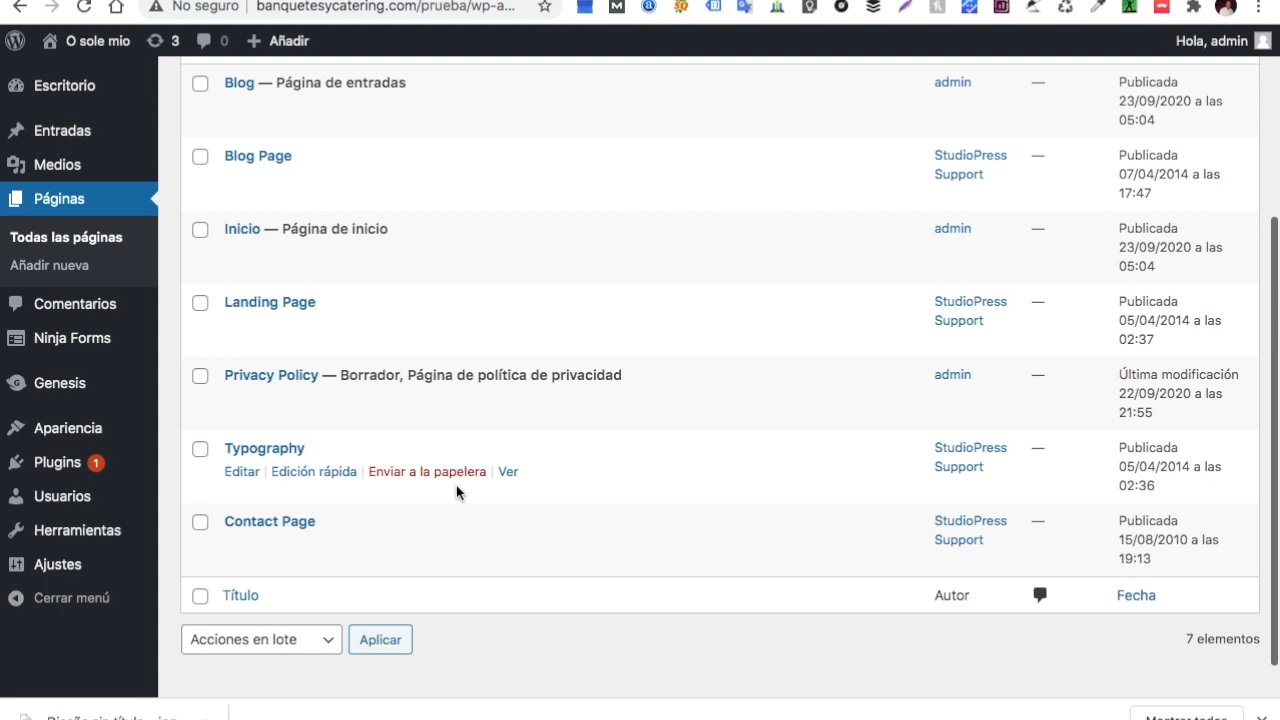 No seguro | banquetesycatering.com/prueba/wp-a...
O sole mio 3 0 Añadir Hola, admin
Escritorio
Entradas
Medios
Páginas
Todas las páginas
Añadir nueva
Comentarios
Ninja Forms
Genesis
Apariencia
Plugins 1
Usuarios
Herramientas
Ajustes
Cerrar menú
Blog — Página de entradas admin — Publicada
23/09/2020 a las
05:04
Blog Page StudioPress — Publicada
Support 07/04/2014 a las
17:47
Inicio — Página de inicio admin — Publicada
23/09/2020 a las
05:04
Landing Page StudioPress — Publicada
Support 05/04/2014 a las
02:37
Privacy Policy — Borrador, Página de política de privacidad admin — Última modificación
22/09/2020 a las
21:55
Typography StudioPress — Publicada
Editar | Edición rápida | Enviar a la papelera | Ver Support 05/04/2014 a las
02:36
Contact Page StudioPress — Publicada
Support 15/08/2010 a las
19:13
Título Autor Fecha
Acciones en lote Aplicar 7 elementos